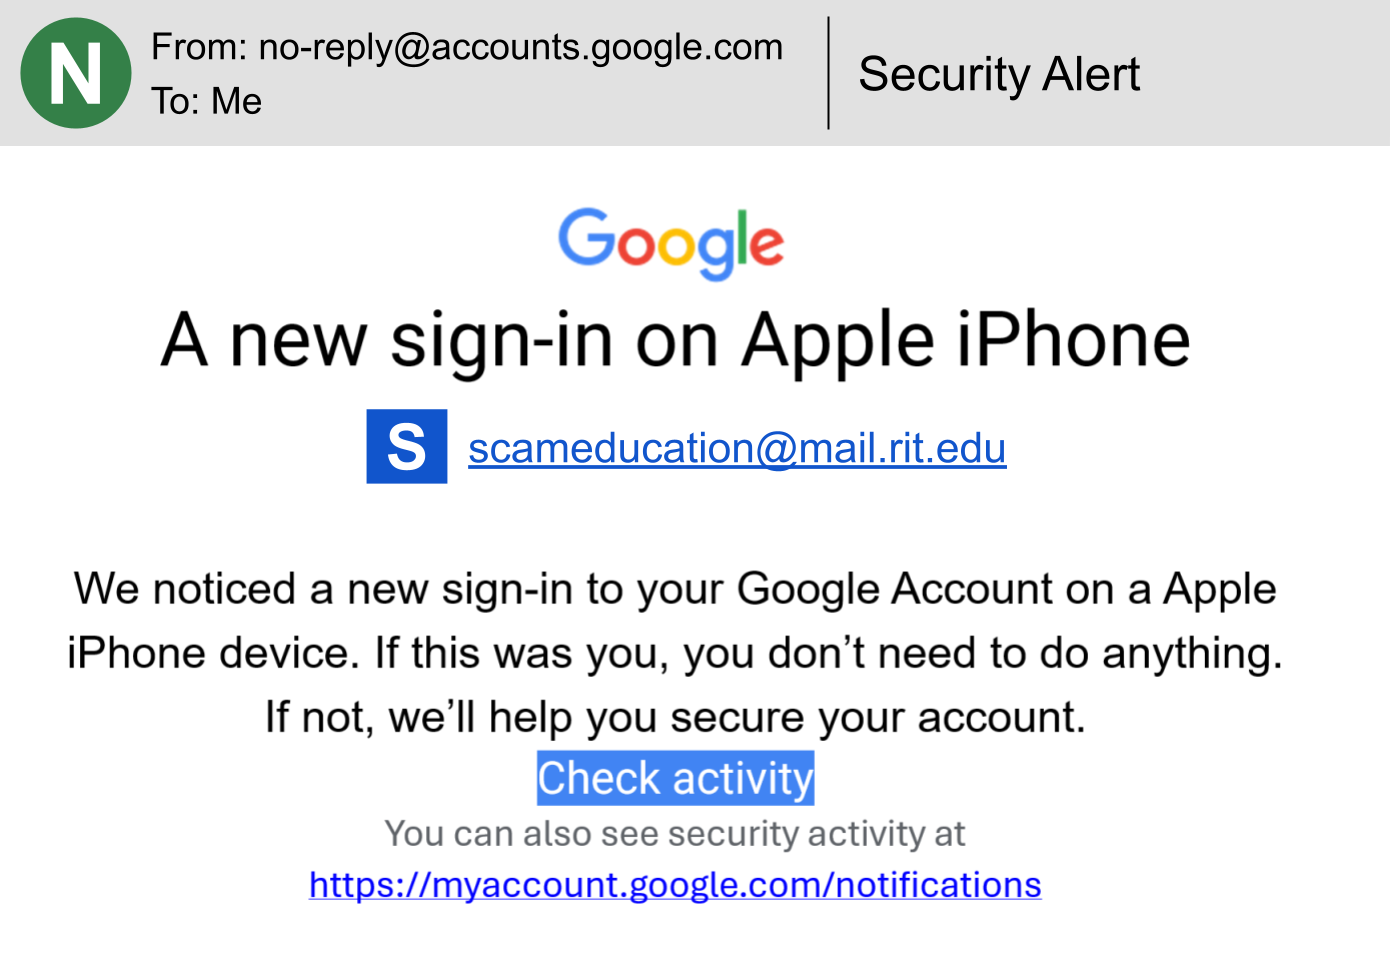 N
From: no-reply@accounts.google.com
To: Me
Security Alert
Google
A new sign-in on Apple iPhone
S scameducation@mail.rit.edu
We noticed a new sign-in to your Google Account on a Apple
iPhone device. If this was you, you don’t need to do anything.
If not, we’ll help you secure your account.
Check activity
You can also see security activity at
https://myaccount.google.com/notifications